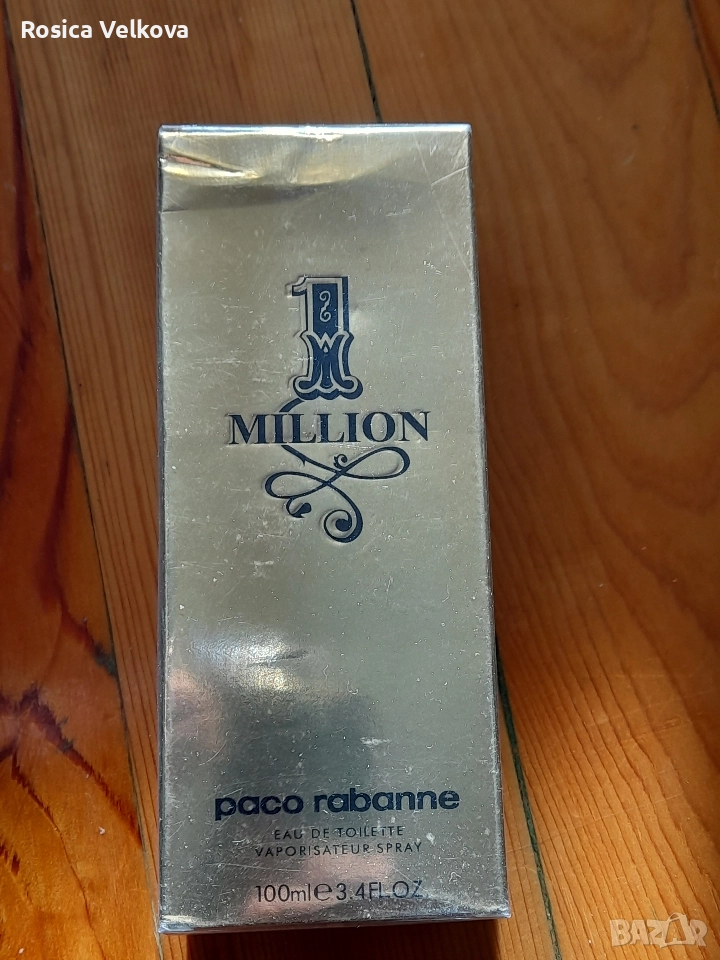 Rosica Velkova
1
MILLION
paco rabanne
EAU DE TOILETTE
VAPORISATEUR SPRAY
100ml℮3.4FL.OZ
BAZAR